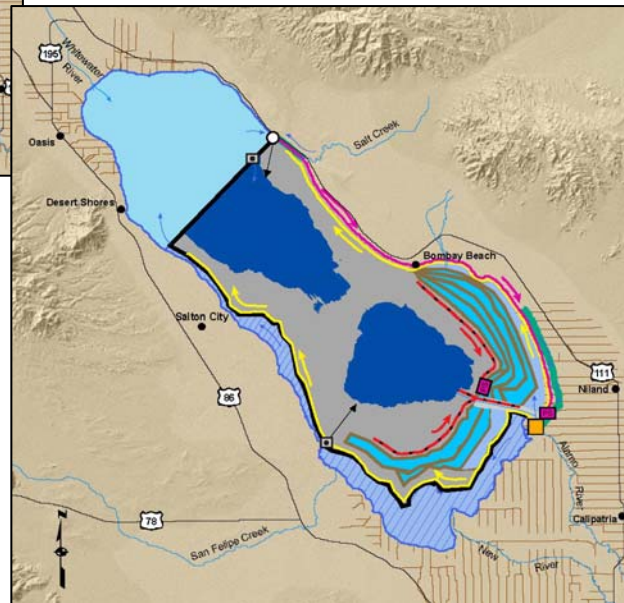 195
Whitewater
River
Oasis
Salt Creek
Desert Shores
Bombay Beach
Salton City
111
Niland
86
Alamo
River
N
78
San Felipe Creek
New
River
Calipatria